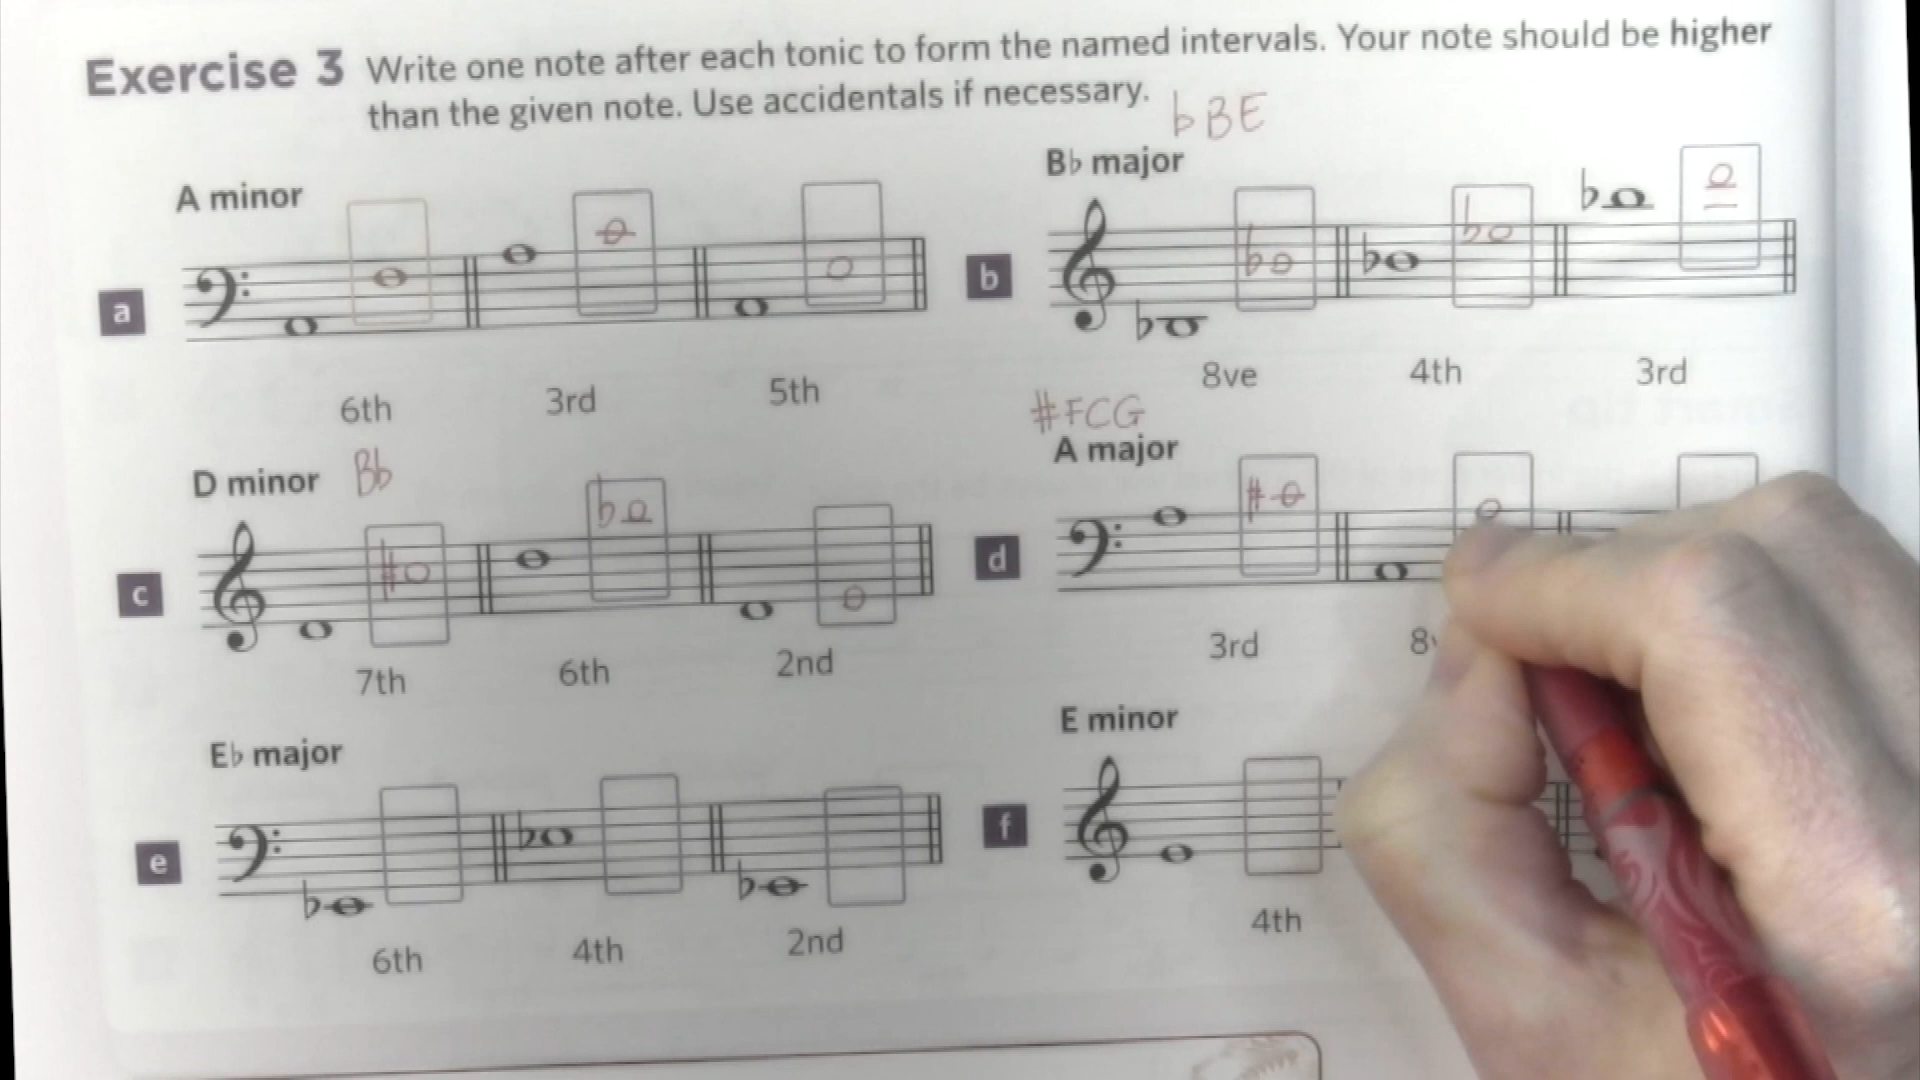 Exercise 3 Write one note after each tonic to form the named intervals. Your note should be higher
than the given note. Use accidentals if necessary.
♭BE
A minor
B♭ major
a
b
6th 3rd 5th
8ve 4th 3rd
#FCG
D minor Bb
A major
c
d
7th 6th 2nd
3rd
E♭ major
E minor
e
f
6th 4th 2nd
4th